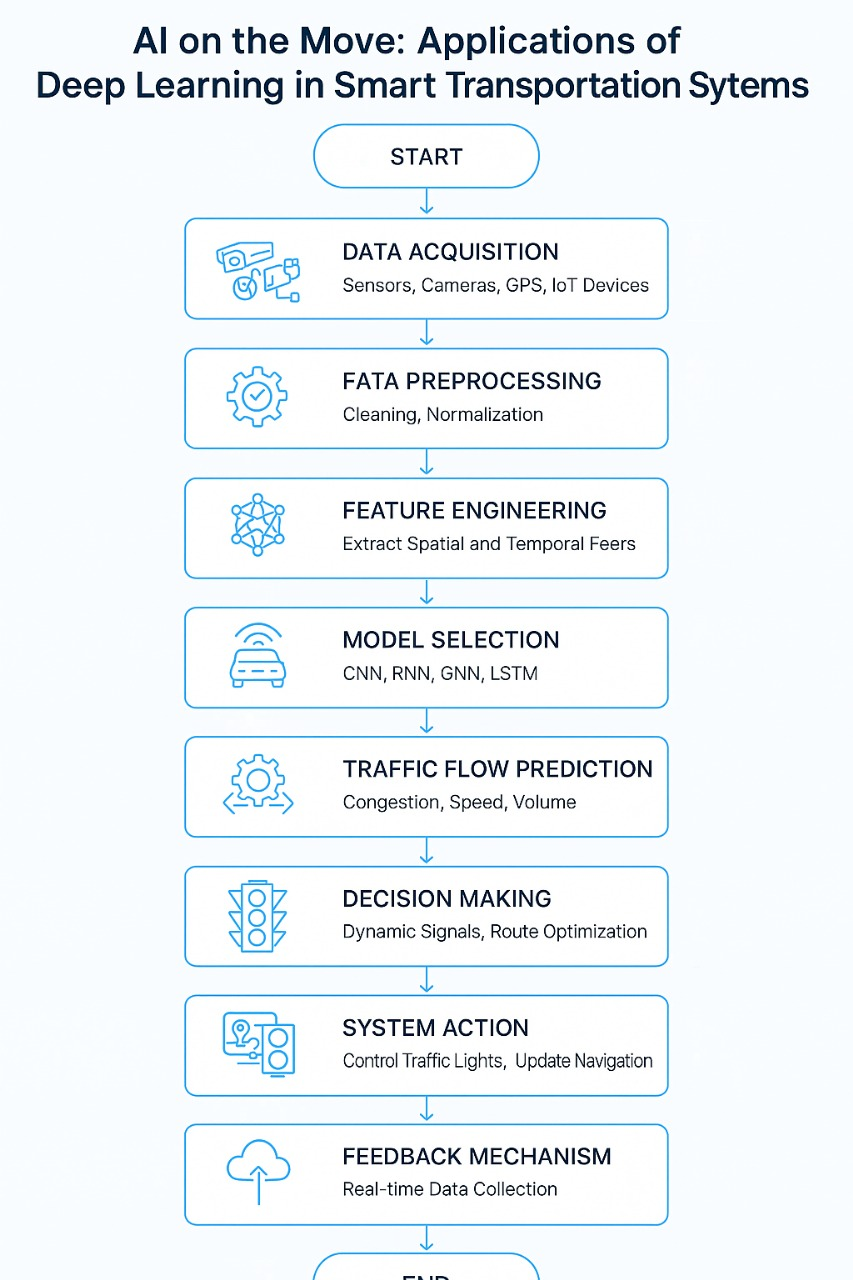 AI on the Move: Applications of
Deep Learning in Smart Transportation Sytems
START
DATA ACQUISITION
Sensors, Cameras, GPS, IoT Devices
FATA PREPROCESSING
Cleaning, Normalization
FEATURE ENGINEERING
Extract Spatial and Temporal Feers
MODEL SELECTION
CNN, RNN, GNN, LSTM
TRAFFIC FLOW PREDICTION
Congestion, Speed, Volume
DECISION MAKING
Dynamic Signals, Route Optimization
SYSTEM ACTION
Control Traffic Lights, Update Navigation
FEEDBACK MECHANISM
Real-time Data Collection
END